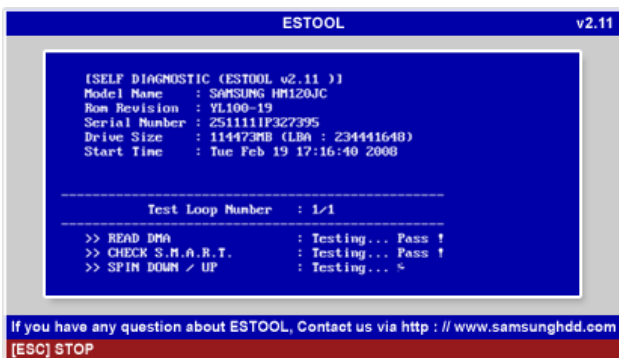 ESTOOL v2.11
[SELF DIAGNOSTIC (ESTOOL v2.11 )]
Model Name : SAMSUNG HM120JC
Rom Revision : YL100-19
Serial Number : 251111IP327395
Drive Size : 114473MB (LBA : 234441648)
Start Time : Tue Feb 19 17:16:40 2008
Test Loop Number : 1/1
>> READ DMA : Testing... Pass !
>> CHECK S.M.A.R.T. : Testing... Pass !
>> SPIN DOWN / UP : Testing...
If you have any question about ESTOOL, Contact us via http : // www.samsunghdd.com
[ESC] STOP